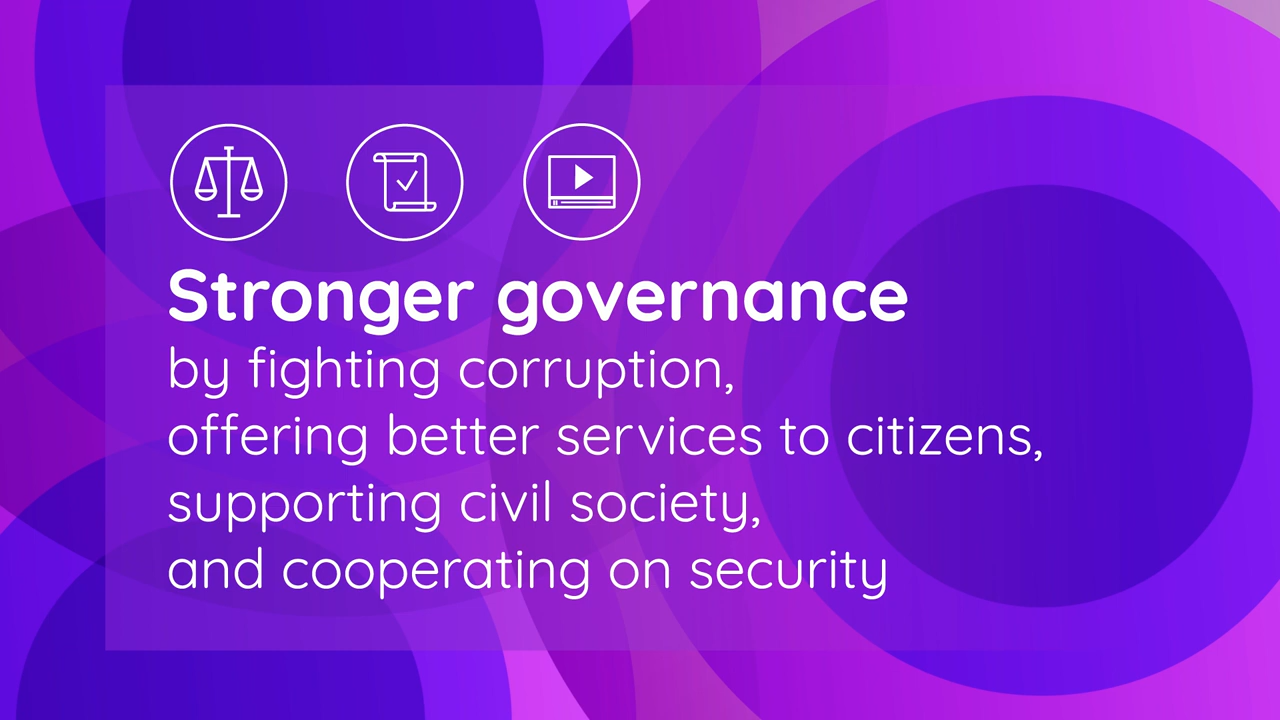 Stronger governance
by fighting corruption,
offering better services to citizens,
supporting civil society,
and cooperating on security